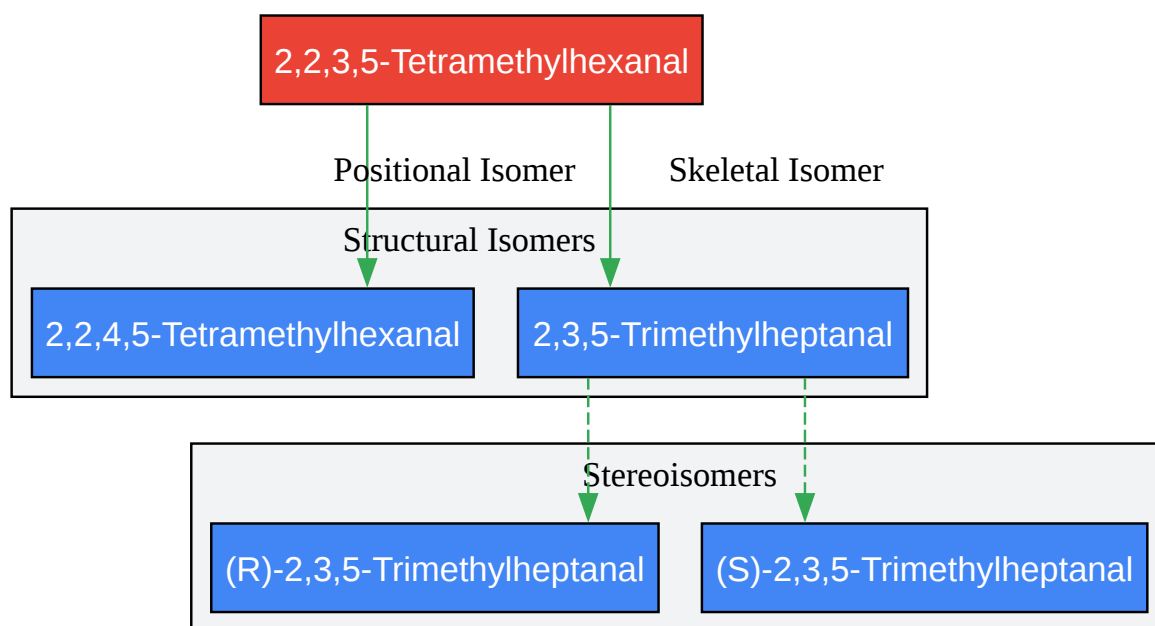 2,2,3,5-Tetramethylhexanal
Positional Isomer
Skeletal Isomer
Structural Isomers
2,2,4,5-Tetramethylhexanal
2,3,5-Trimethylheptanal
Stereoisomers
(R)-2,3,5-Trimethylheptanal
(S)-2,3,5-Trimethylheptanal